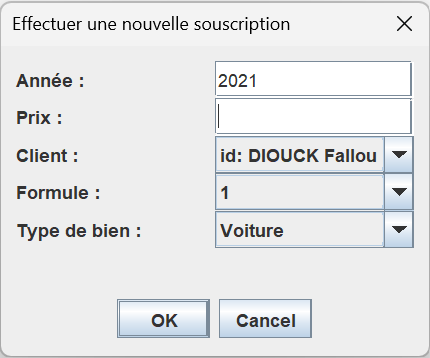 Effectuer une nouvelle souscription
Année : 2021
Prix :
Client : id: DIOUCK Fallou
Formule : 1
Type de bien : Voiture
OK Cancel